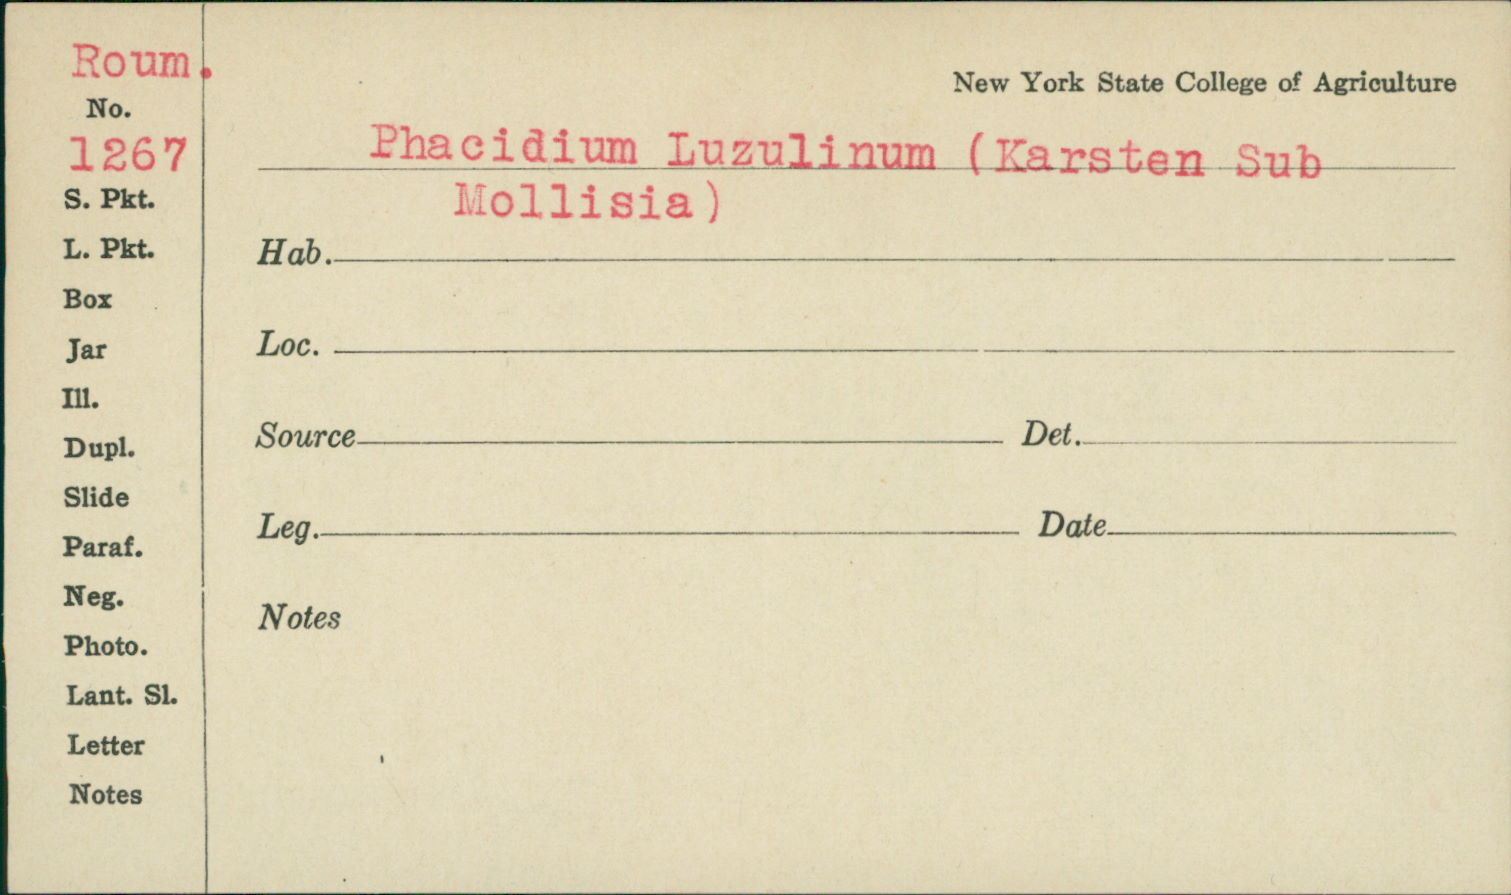 Roum.
No.
1267
S. Pkt.
L. Pkt.
Box
Jar
Ill.
Dupl.
Slide
Paraf.
Neg.
Photo.
Lant. Sl.
Letter
Notes
New York State College of Agriculture
Phacidium Luzulinum (Karsten Sub
Mollisia)
Hab.
Loc.
Source Det.
Leg. Date
Notes